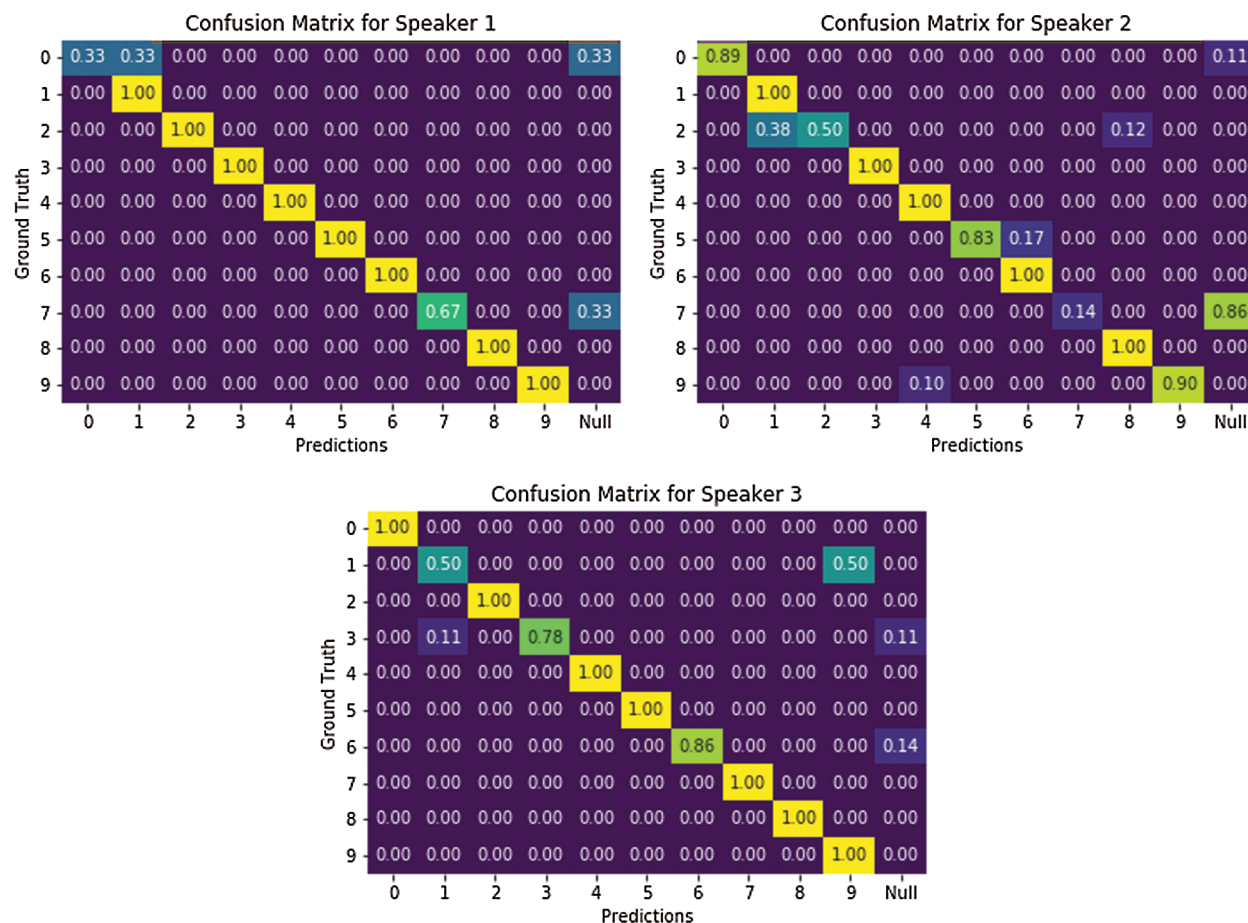 Confusion Matrix for Speaker 1
0 0.33 0.33 0.00 0.00 0.00 0.00 0.00 0.00 0.00 0.00 0.33
1 0.00 1.00 0.00 0.00 0.00 0.00 0.00 0.00 0.00 0.00 0.00
2 0.00 0.00 1.00 0.00 0.00 0.00 0.00 0.00 0.00 0.00 0.00
3 0.00 0.00 0.00 1.00 0.00 0.00 0.00 0.00 0.00 0.00 0.00
4 0.00 0.00 0.00 0.00 1.00 0.00 0.00 0.00 0.00 0.00 0.00
5 0.00 0.00 0.00 0.00 0.00 1.00 0.00 0.00 0.00 0.00 0.00
6 0.00 0.00 0.00 0.00 0.00 0.00 1.00 0.00 0.00 0.00 0.00
7 0.00 0.00 0.00 0.00 0.00 0.00 0.00 0.67 0.00 0.00 0.33
8 0.00 0.00 0.00 0.00 0.00 0.00 0.00 0.00 1.00 0.00 0.00
9 0.00 0.00 0.00 0.00 0.00 0.00 0.00 0.00 0.00 1.00 0.00
0 1 2 3 4 5 6 7 8 9 Null
Predictions
Ground Truth
Confusion Matrix for Speaker 2
0 0.89 0.00 0.00 0.00 0.00 0.00 0.00 0.00 0.00 0.00 0.11
1 0.00 1.00 0.00 0.00 0.00 0.00 0.00 0.00 0.00 0.00 0.00
2 0.00 0.38 0.50 0.00 0.00 0.00 0.00 0.00 0.12 0.00 0.00
3 0.00 0.00 0.00 1.00 0.00 0.00 0.00 0.00 0.00 0.00 0.00
4 0.00 0.00 0.00 0.00 1.00 0.00 0.00 0.00 0.00 0.00 0.00
5 0.00 0.00 0.00 0.00 0.00 0.83 0.17 0.00 0.00 0.00 0.00
6 0.00 0.00 0.00 0.00 0.00 0.00 1.00 0.00 0.00 0.00 0.00
7 0.00 0.00 0.00 0.00 0.00 0.00 0.00 0.14 0.00 0.00 0.86
8 0.00 0.00 0.00 0.00 0.00 0.00 0.00 0.00 1.00 0.00 0.00
9 0.00 0.00 0.00 0.00 0.10 0.00 0.00 0.00 0.00 0.90 0.00
0 1 2 3 4 5 6 7 8 9 Null
Predictions
Ground Truth
Confusion Matrix for Speaker 3
0 1.00 0.00 0.00 0.00 0.00 0.00 0.00 0.00 0.00 0.00 0.00
1 0.00 0.50 0.00 0.00 0.00 0.00 0.00 0.00 0.00 0.50 0.00
2 0.00 0.00 1.00 0.00 0.00 0.00 0.00 0.00 0.00 0.00 0.00
3 0.00 0.11 0.00 0.78 0.00 0.00 0.00 0.00 0.00 0.00 0.11
4 0.00 0.00 0.00 0.00 1.00 0.00 0.00 0.00 0.00 0.00 0.00
5 0.00 0.00 0.00 0.00 0.00 1.00 0.00 0.00 0.00 0.00 0.00
6 0.00 0.00 0.00 0.00 0.00 0.00 0.86 0.00 0.00 0.00 0.14
7 0.00 0.00 0.00 0.00 0.00 0.00 0.00 1.00 0.00 0.00 0.00
8 0.00 0.00 0.00 0.00 0.00 0.00 0.00 0.00 1.00 0.00 0.00
9 0.00 0.00 0.00 0.00 0.00 0.00 0.00 0.00 0.00 1.00 0.00
0 1 2 3 4 5 6 7 8 9 Null
Predictions
Ground Truth